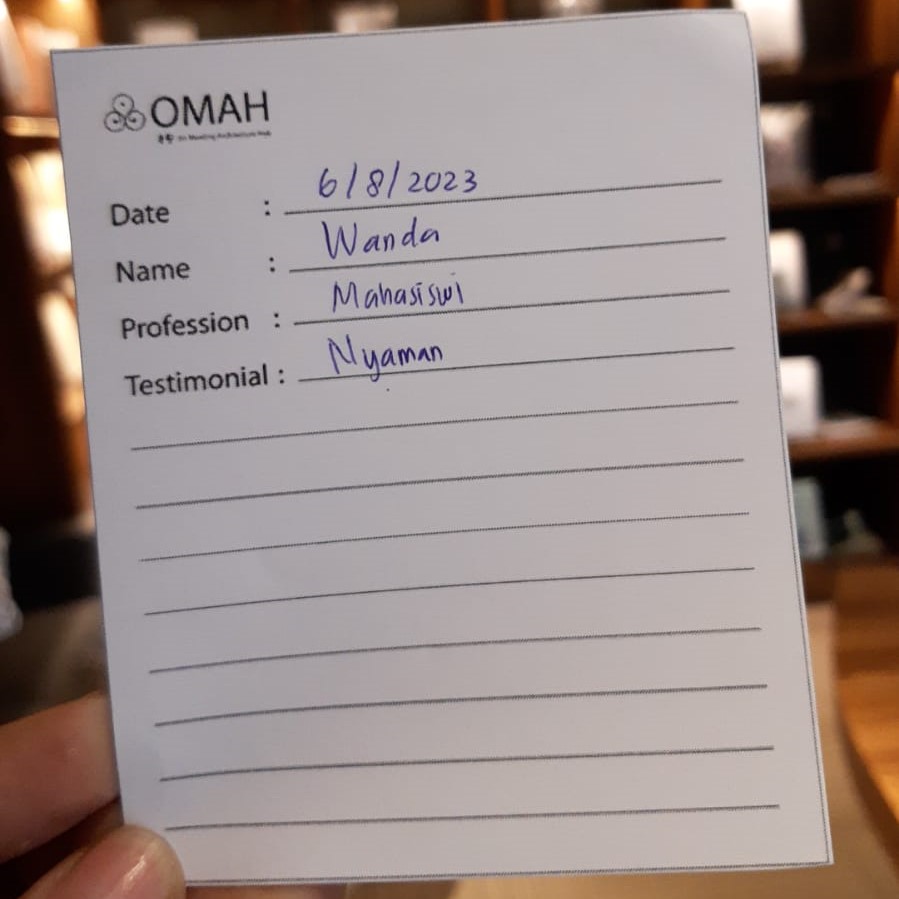 OMAH
Date : 6/8/2023
Name : Wanda
Profession : Mahasiswi
Testimonial : Nyaman